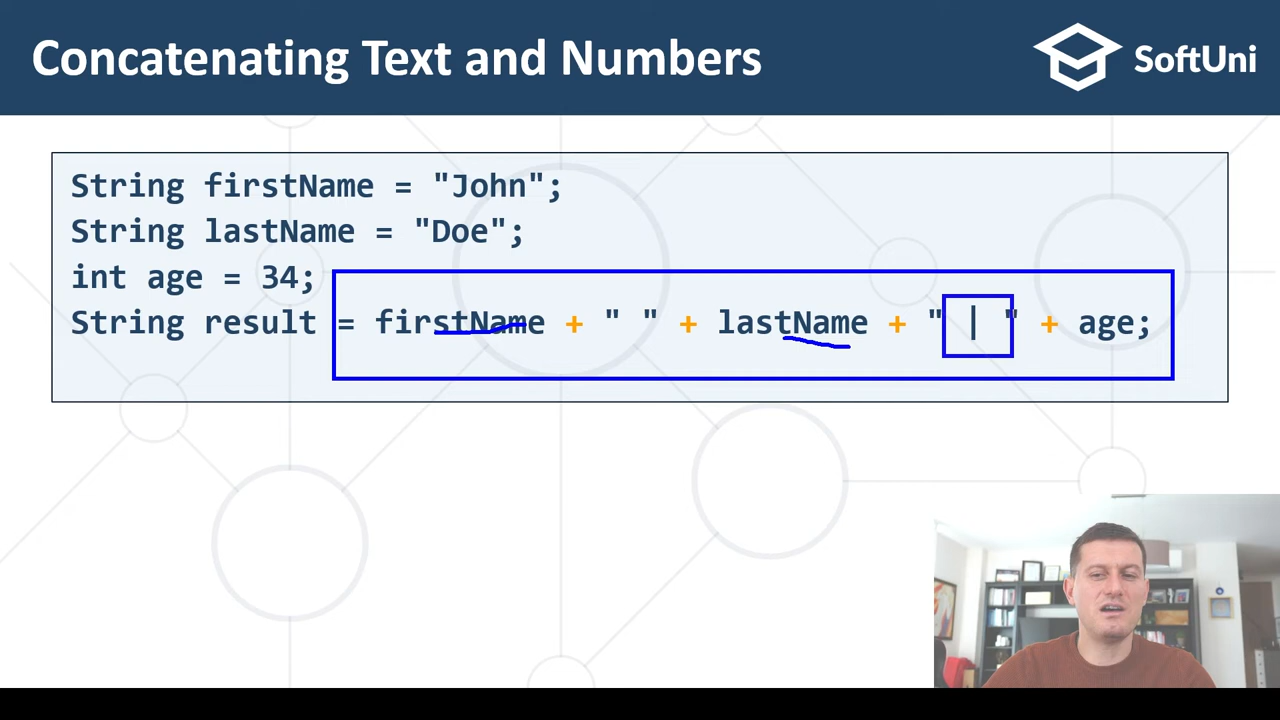 Concatenating Text and Numbers
SoftUni
String firstName = "John";
String lastName = "Doe";
int age = 34;
String result = firstName + " " + lastName + " | " + age;